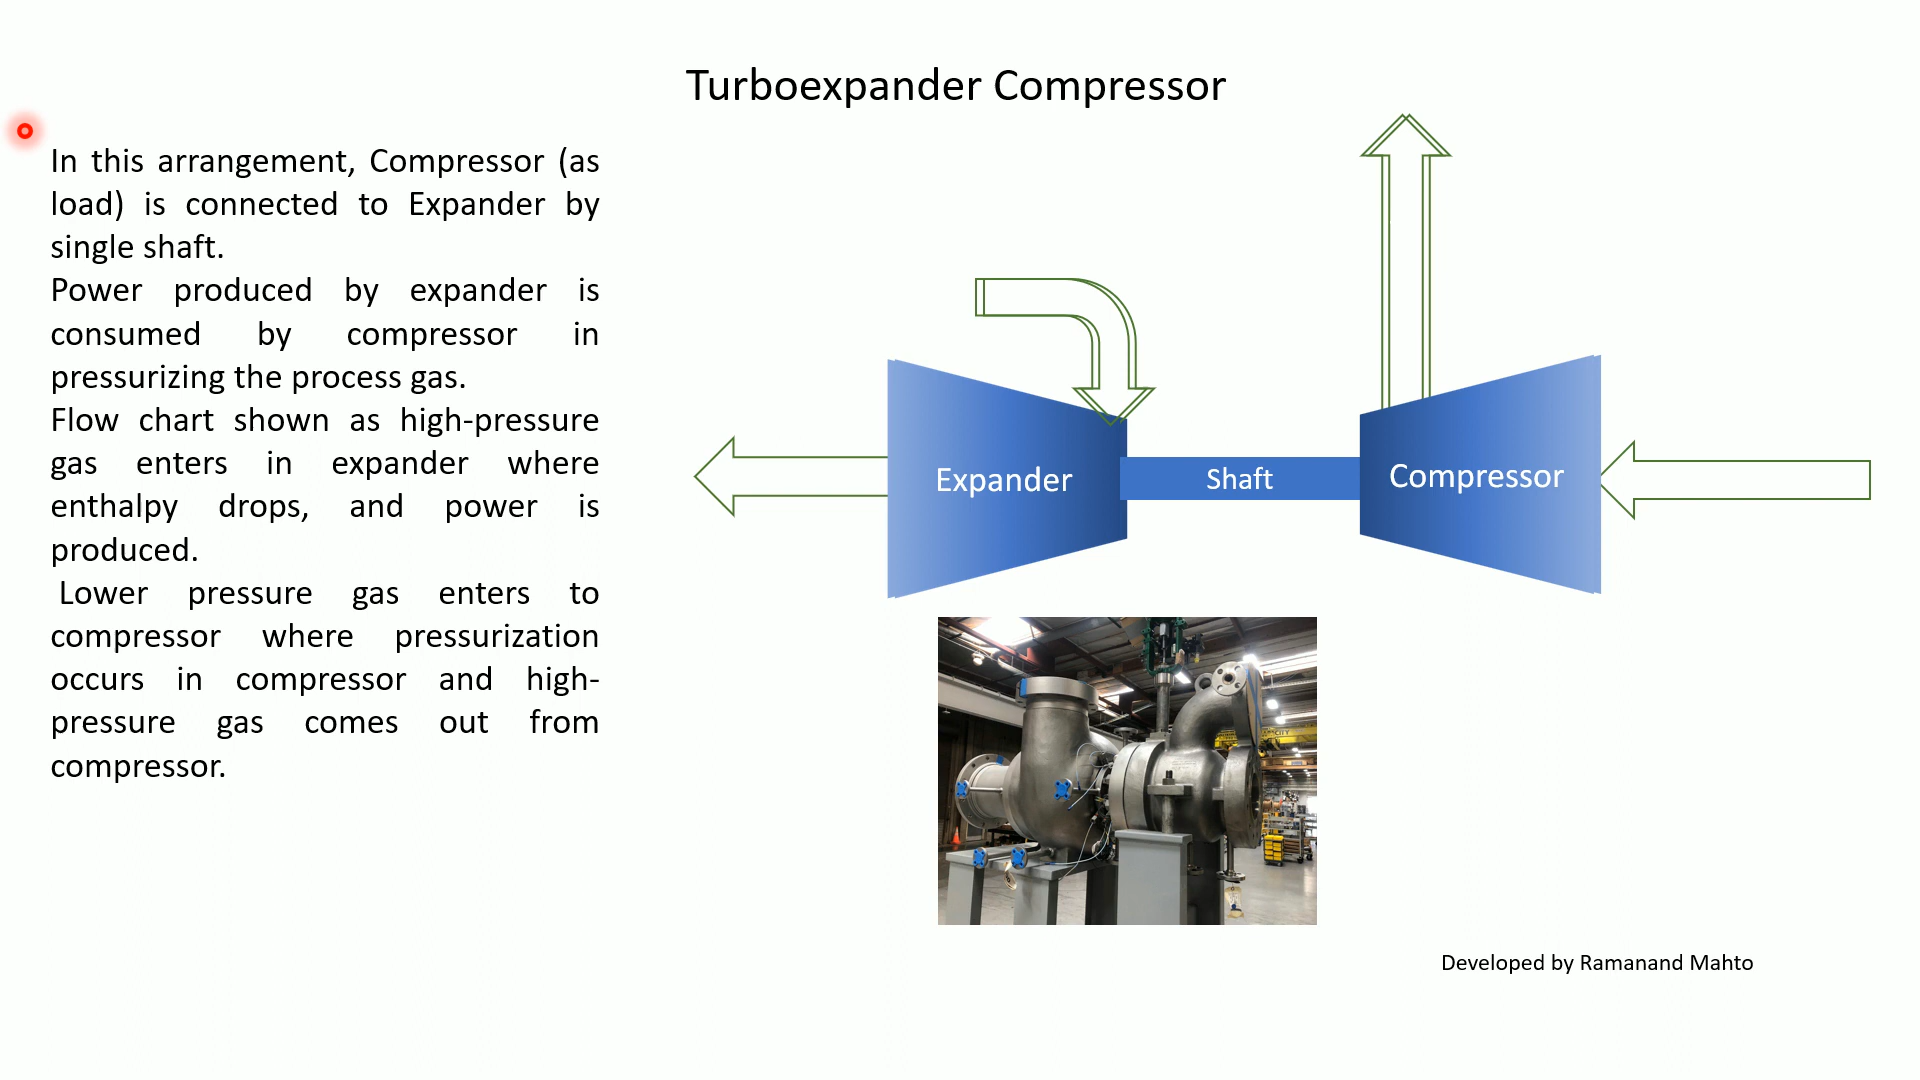 Turboexpander Compressor
In this arrangement, Compressor (as
load) is connected to Expander by
single shaft.
Power produced by expander is
consumed by compressor in
pressurizing the process gas.
Flow chart shown as high-pressure
gas enters in expander where
enthalpy drops, and power is
produced.
Lower pressure gas enters to
compressor where pressurization
occurs in compressor and high-
pressure gas comes out from
compressor.
Expander
Shaft
Compressor
Developed by Ramanand Mahto